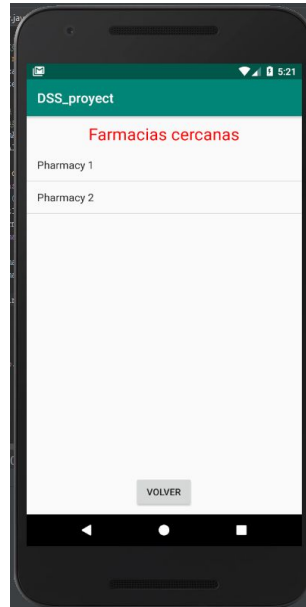 5:21
DSS_proyect
Farmacias cercanas
Pharmacy 1
Pharmacy 2
VOLVER